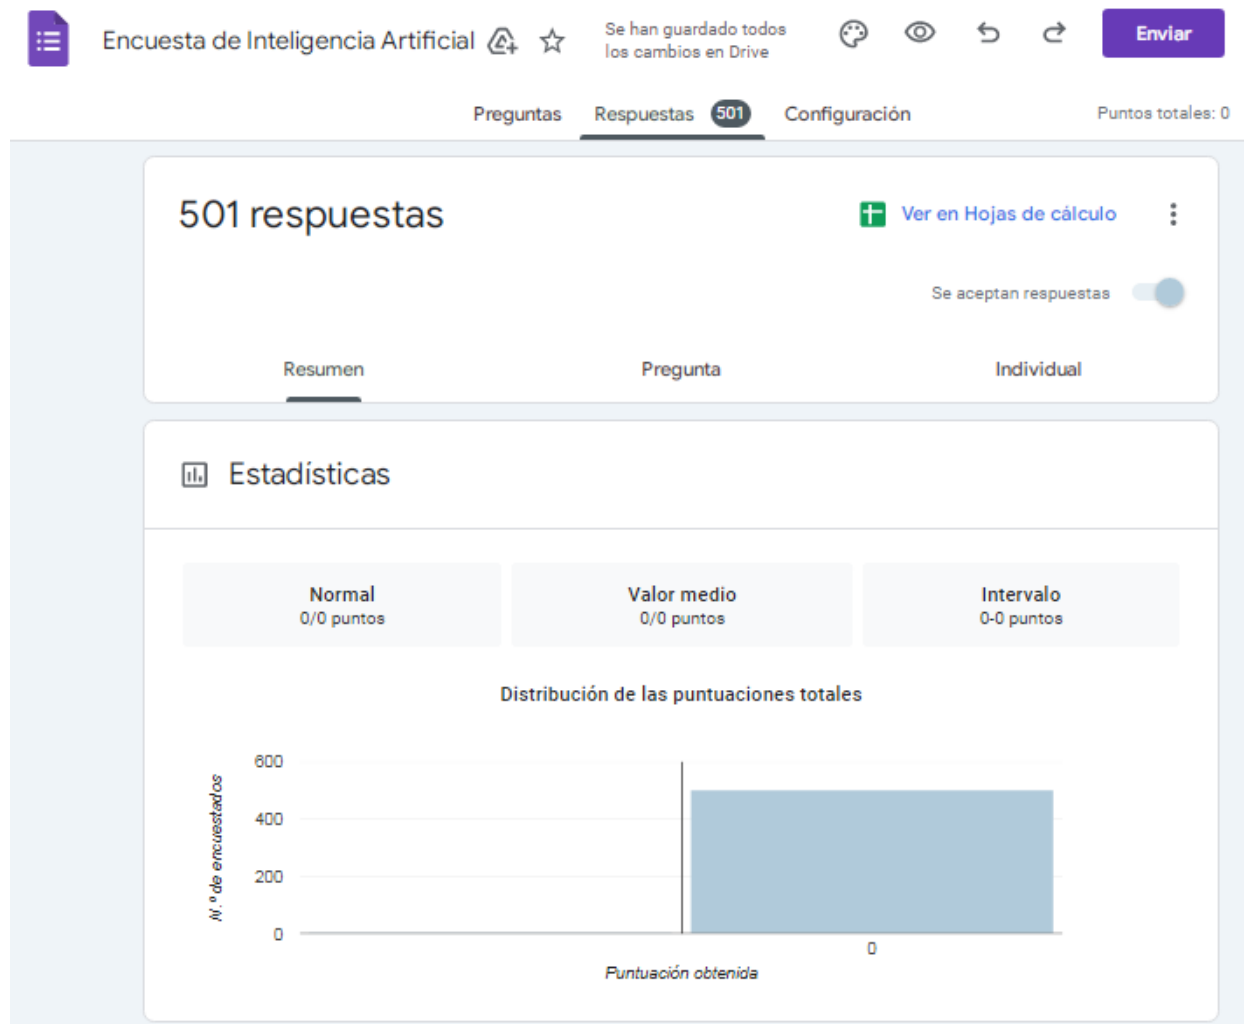 Encuesta de Inteligencia Artificial
Se han guardado todos
los cambios en Drive
Enviar
Preguntas
Respuestas 501
Configuración
Puntos totales: 0
501 respuestas
Ver en Hojas de cálculo
Se aceptan respuestas
Resumen
Pregunta
Individual
Estadísticas
Normal
0/0 puntos
Valor medio
0/0 puntos
Intervalo
0-0 puntos
Distribución de las puntuaciones totales
N.º de encuestados
600
400
200
0
0
Puntuación obtenida